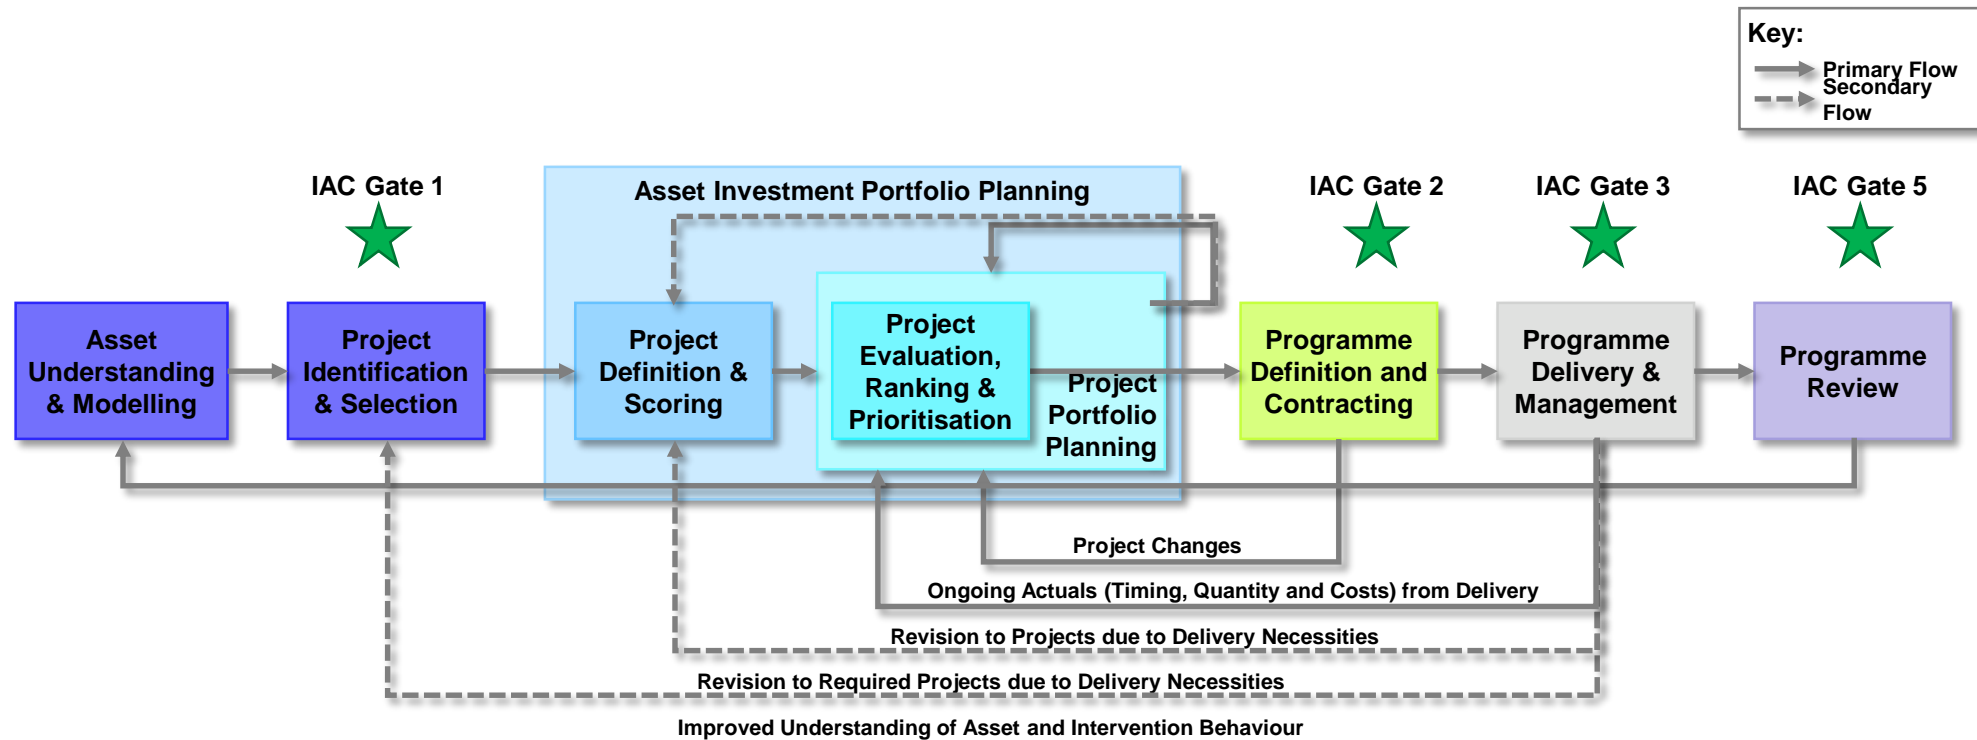 Key:
Primary Flow
Secondary
Flow
IAC Gate 1
Asset Investment Portfolio Planning
IAC Gate 2
IAC Gate 3
IAC Gate 5
Asset
Understanding
& Modelling
Project
Identification
& Selection
Project
Definition &
Scoring
Project
Evaluation,
Ranking &
Prioritisation
Project
Portfolio
Planning
Programme
Definition and
Contracting
Programme
Delivery &
Management
Programme
Review
Project Changes
Ongoing Actuals (Timing, Quantity and Costs) from Delivery
Revision to Projects due to Delivery Necessities
Revision to Required Projects due to Delivery Necessities
Improved Understanding of Asset and Intervention Behaviour